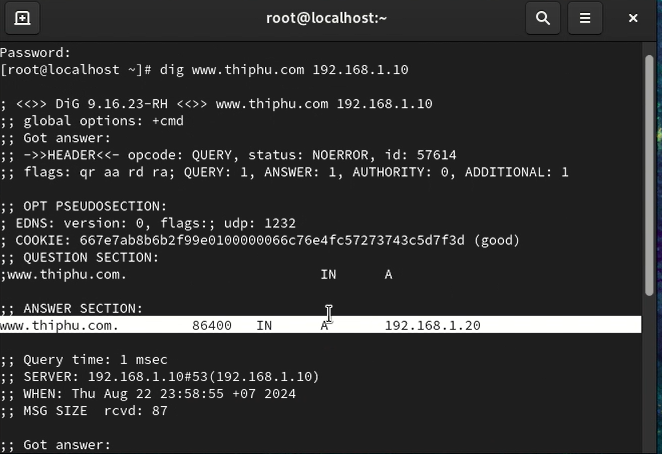 root@localhost:~
Password:
[root@localhost ~]# dig www.thiphu.com 192.168.1.10
; <<>> DiG 9.16.23-RH <<>> www.thiphu.com 192.168.1.10
;; global options: +cmd
;; Got answer:
;; ->>HEADER<<- opcode: QUERY, status: NOERROR, id: 57614
;; flags: qr aa rd ra; QUERY: 1, ANSWER: 1, AUTHORITY: 0, ADDITIONAL: 1
;; OPT PSEUDOSECTION:
; EDNS: version: 0, flags:; udp: 1232
; COOKIE: 667e7ab8b6b2f99e0100000066c76e4fc57273743c5d7f3d (good)
;; QUESTION SECTION:
;www.thiphu.com. IN A
;; ANSWER SECTION:
www.thiphu.com. 86400 IN A 192.168.1.20
;; Query time: 1 msec
;; SERVER: 192.168.1.10#53(192.168.1.10)
;; WHEN: Thu Aug 22 23:58:55 +07 2024
;; MSG SIZE rcvd: 87
;; Got answer: